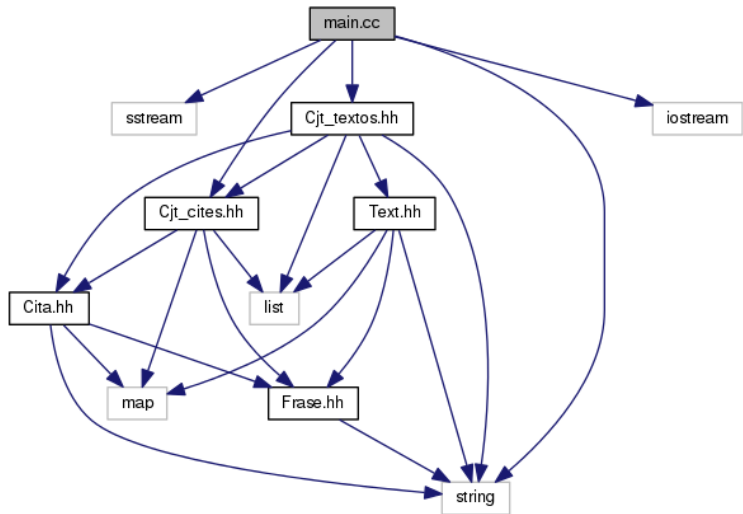 main.cc
sstream
Cjt_textos.hh
iostream
Cjt_cites.hh
Text.hh
Cita.hh
list
map
Frase.hh
string